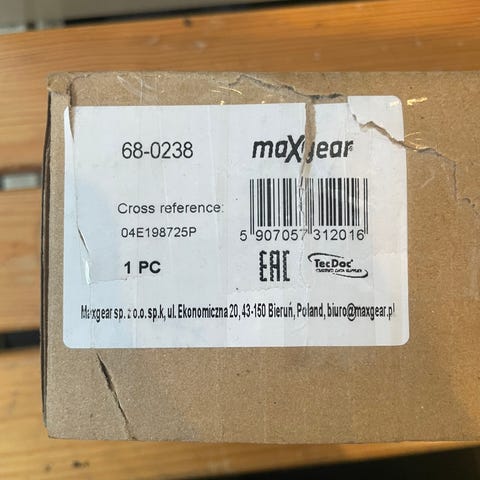 68-0238
maXgear
Cross reference:
04E198725P
5 907057 312016
1 PC
EAC
TecDoc
Maxgear sp. z o.o. sp.k, ul. Ekonomiczna 20, 43-150 Bieruń, Poland, biuro@maxgear.pl